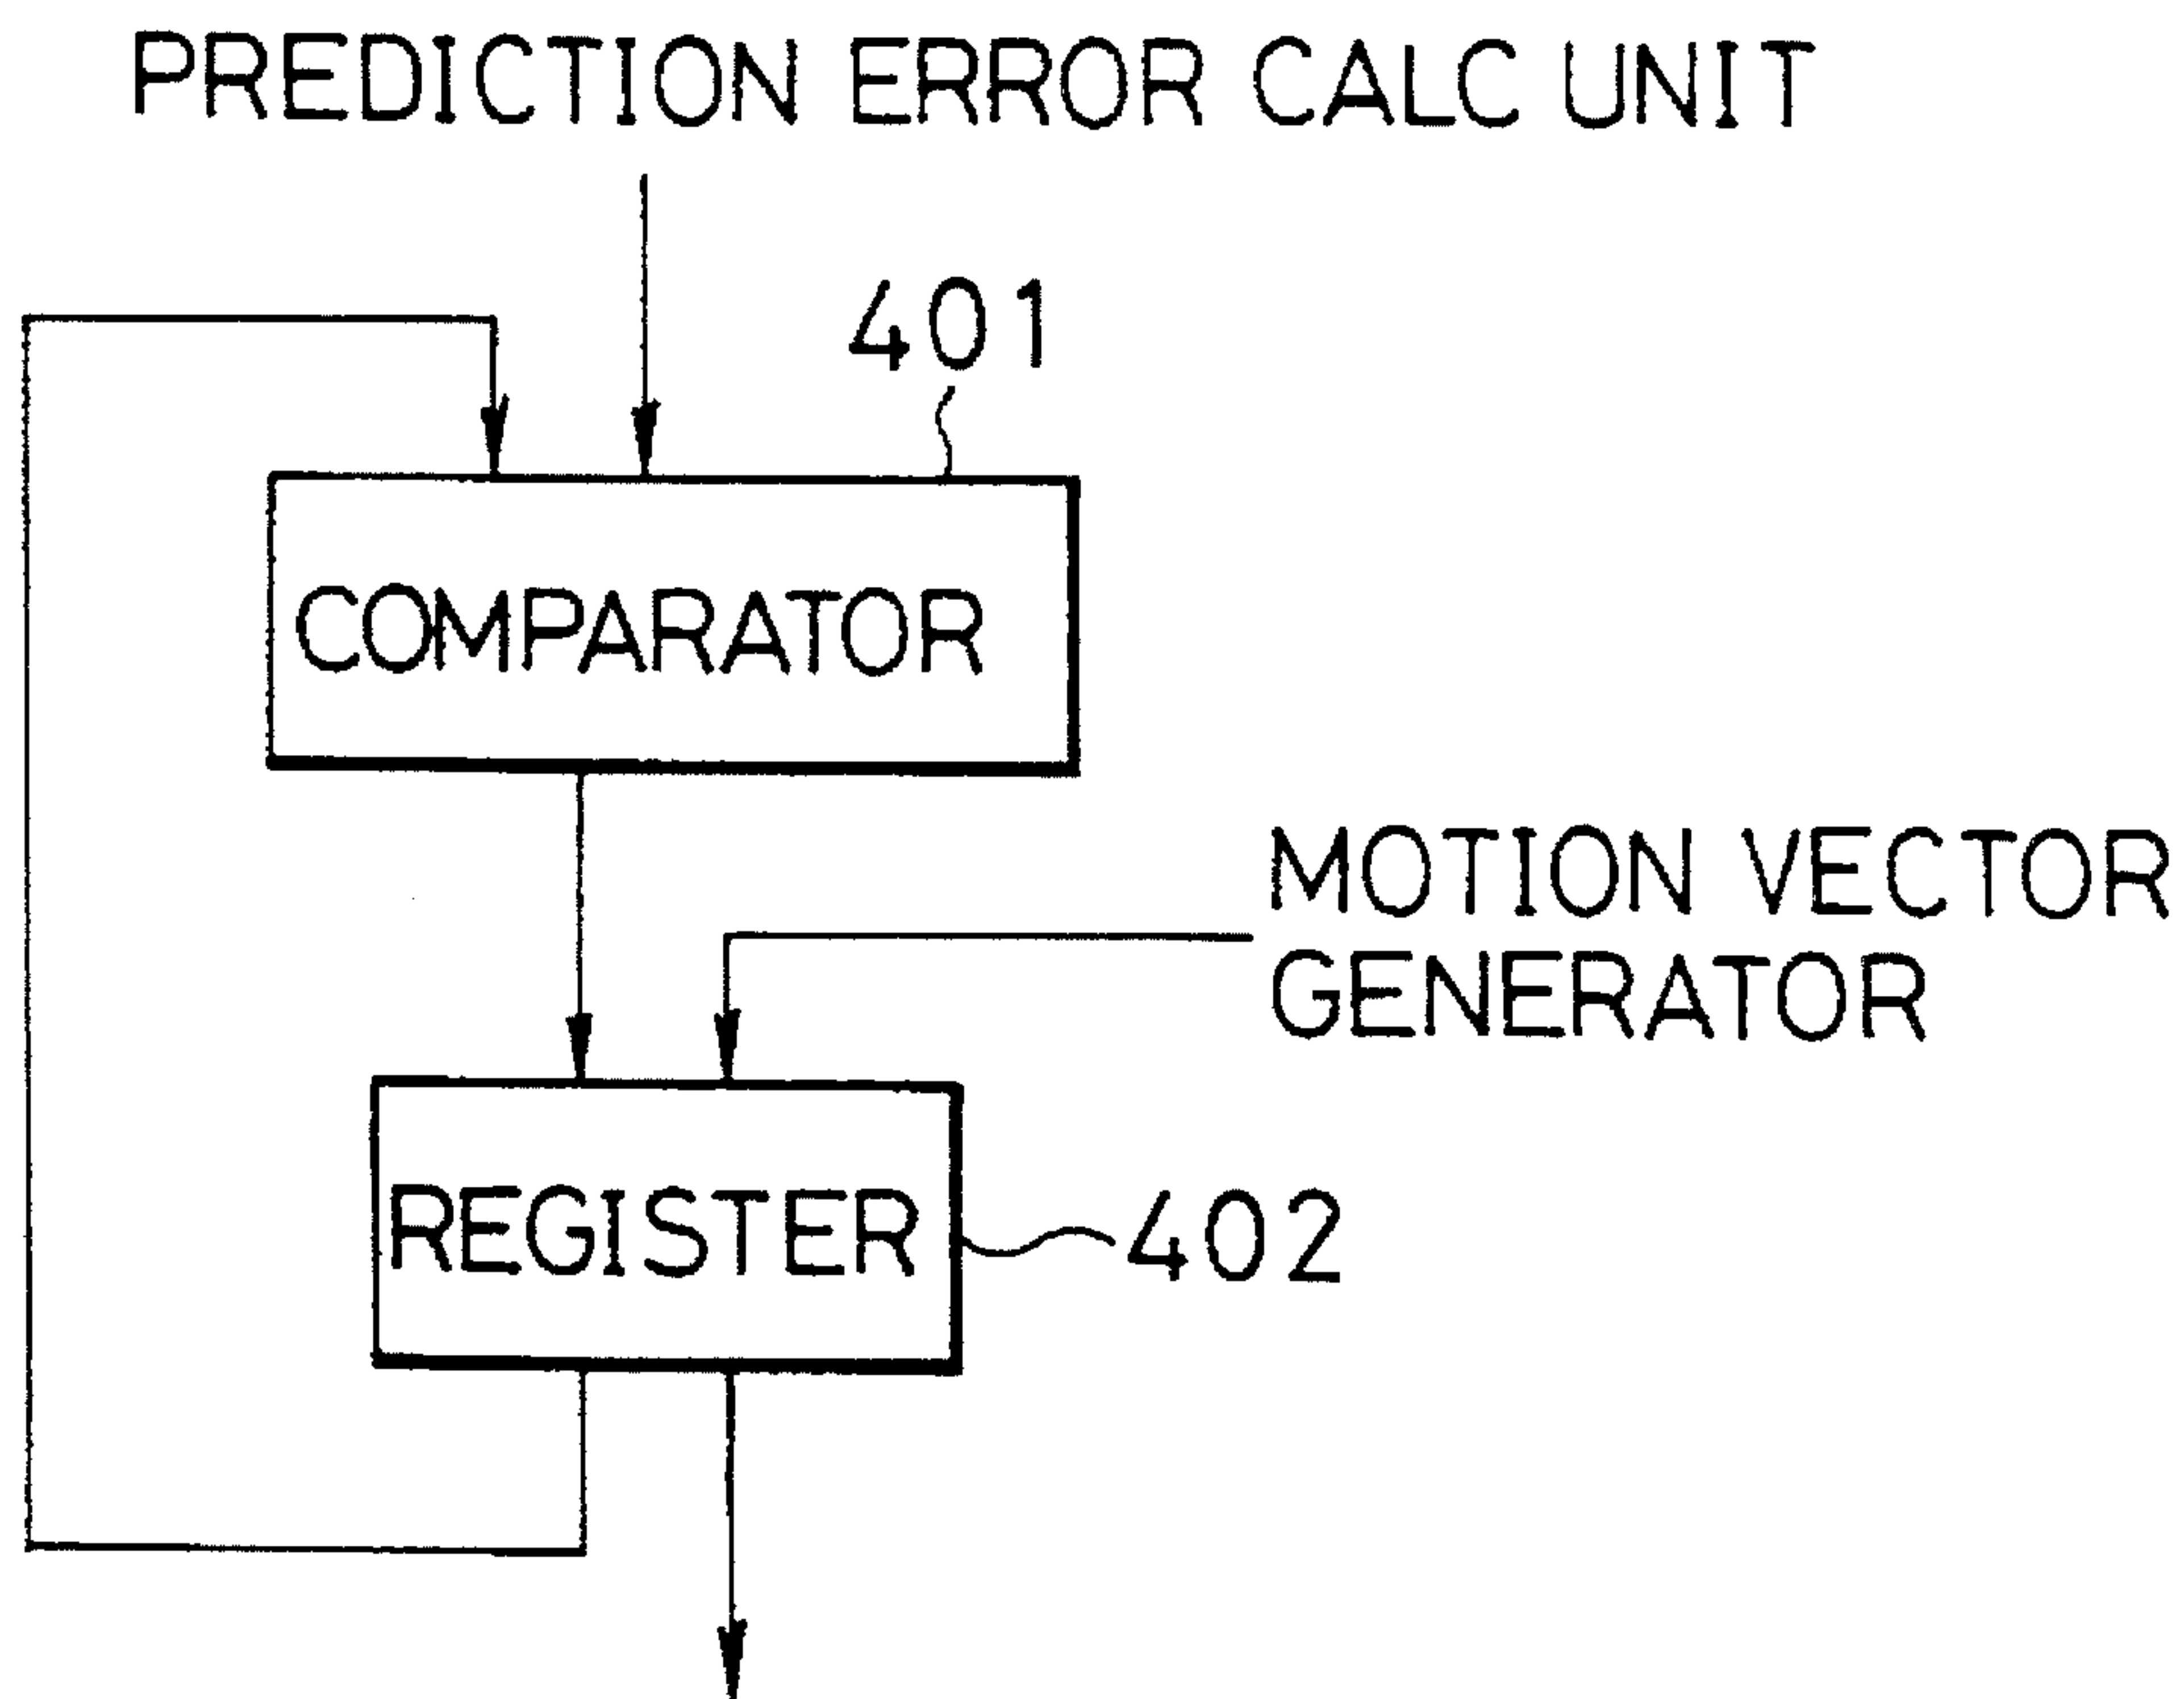 PREDICTION ERROR CALC UNIT
401
COMPARATOR
MOTION VECTOR
GENERATOR
REGISTER
402